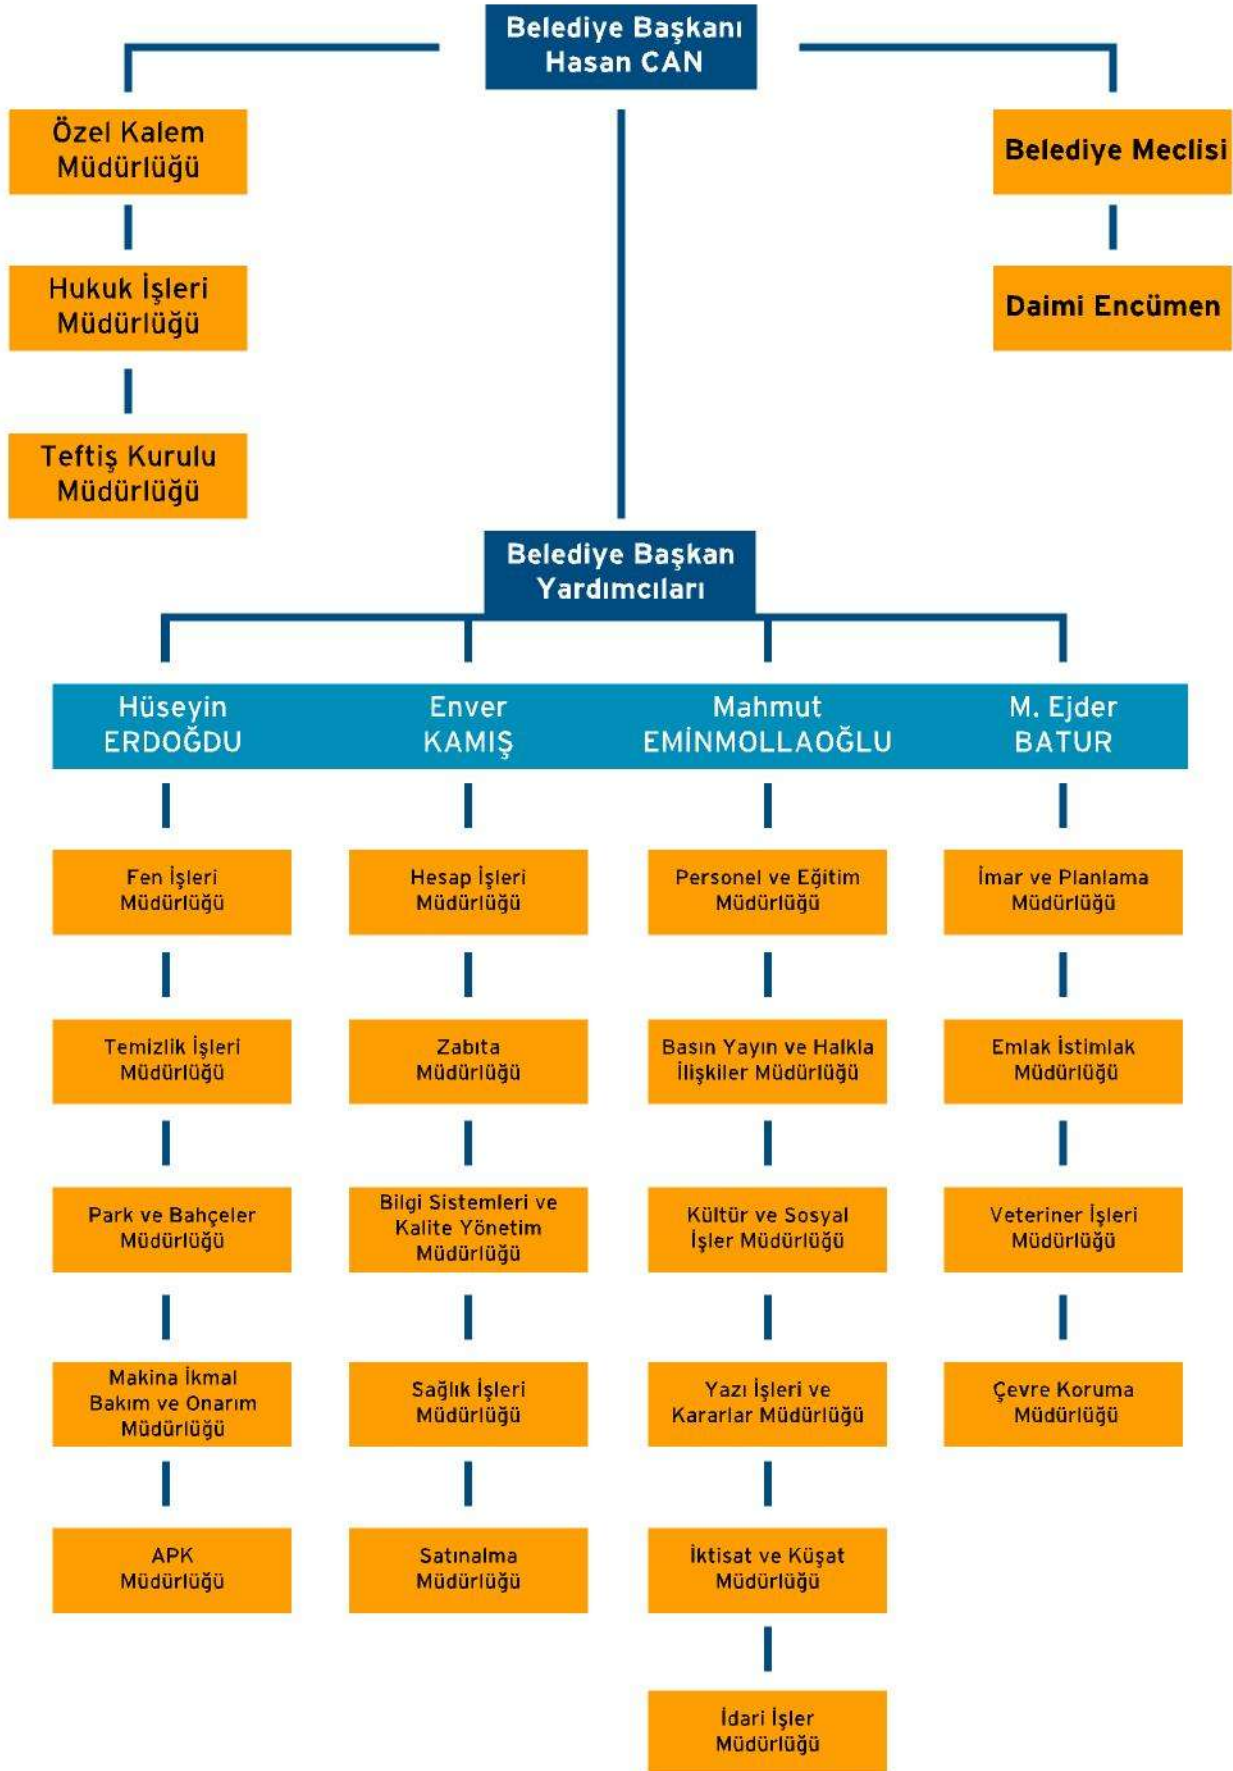 Belediye Başkanı
Hasan CAN
Özel Kalem
Müdürlüğü
Belediye Meclisi
Hukuk İşleri
Müdürlüğü
Daimi Encümen
Teftiş Kurulu
Müdürlüğü
Belediye Başkan
Yardımcıları
Hüseyin
ERDOĞDU
Enver
KAMIŞ
Mahmut
EMİNMOLLAOĞLU
M. Ejder
BATUR
Fen İşleri
Müdürlüğü
Hesap İşleri
Müdürlüğü
Personel ve Eğitim
Müdürlüğü
İmar ve Planlama
Müdürlüğü
Temizlik İşleri
Müdürlüğü
Zabıta
Müdürlüğü
Basın Yayın ve Halkla
İlişkiler Müdürlüğü
Emlak İstimlak
Müdürlüğü
Park ve Bahçeler
Müdürlüğü
Bilgi Sistemleri ve
Kalite Yönetim
Müdürlüğü
Kültür ve Sosyal
İşler Müdürlüğü
Veteriner İşleri
Müdürlüğü
Makina İkmal
Bakım ve Onarım
Müdürlüğü
Sağlık İşleri
Müdürlüğü
Yazı İşleri ve
Kararlar Müdürlüğü
Çevre Koruma
Müdürlüğü
APK
Müdürlüğü
Satınalma
Müdürlüğü
İktisat ve Küşat
Müdürlüğü
İdari İşler
Müdürlüğü